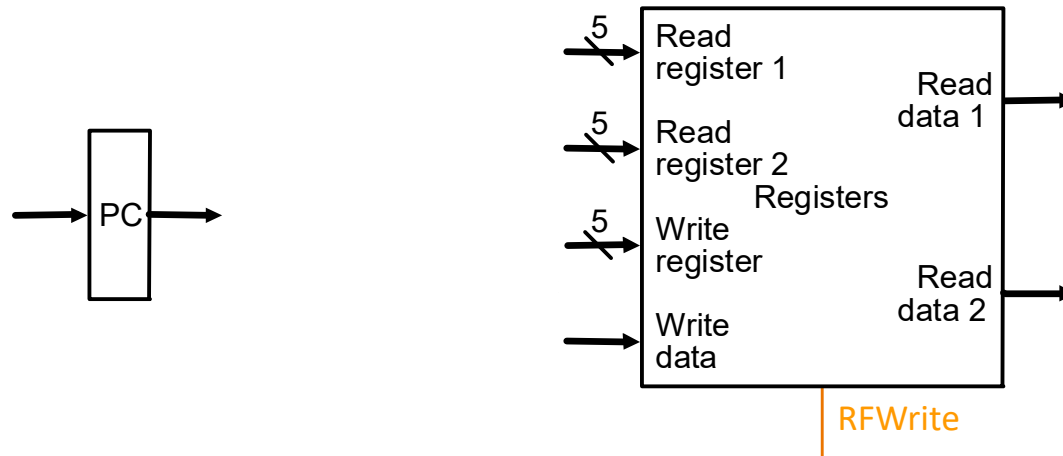 PC
5
Read
register 1
5
Read
register 2
5
Write
register
Write
data
Registers
Read
data 1
Read
data 2
RFWrite